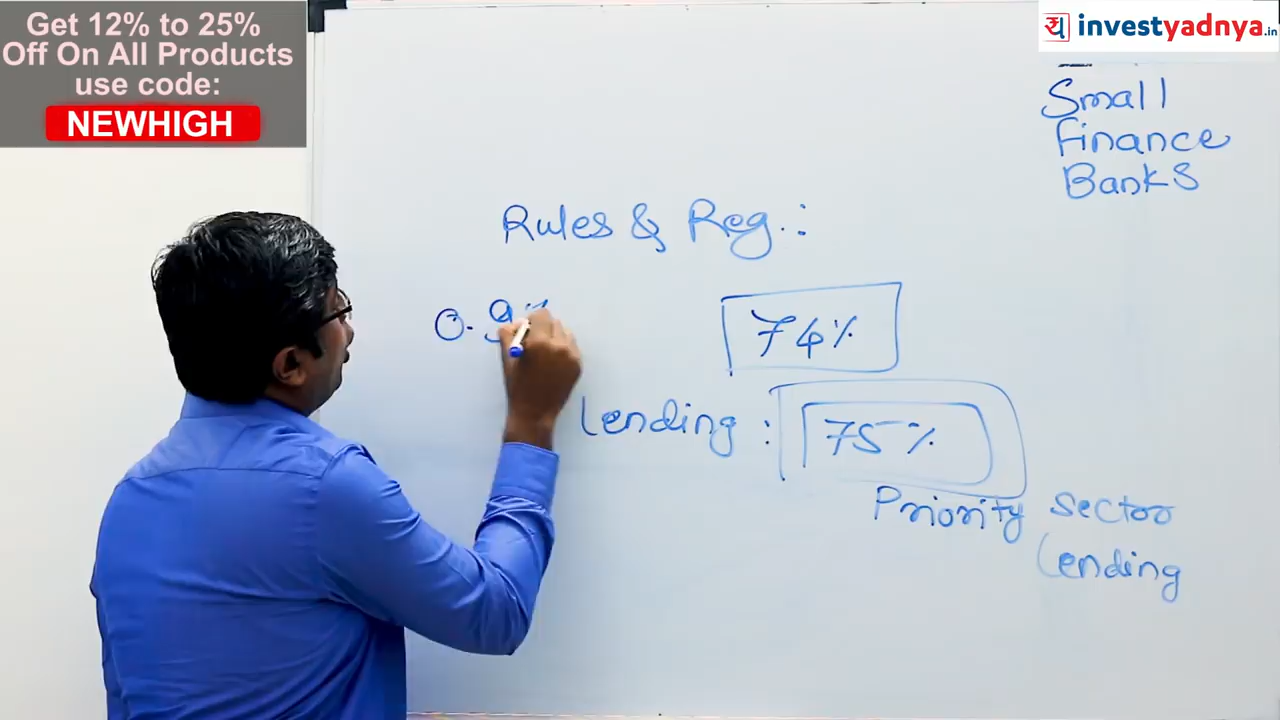 Get 12% to 25%
Off On All Products
use code:
NEWHIGH
investyadnya.in
Small
Finance
Banks
Rules & Reg.:
74%
Lending : 75%
Priority sector
Lending